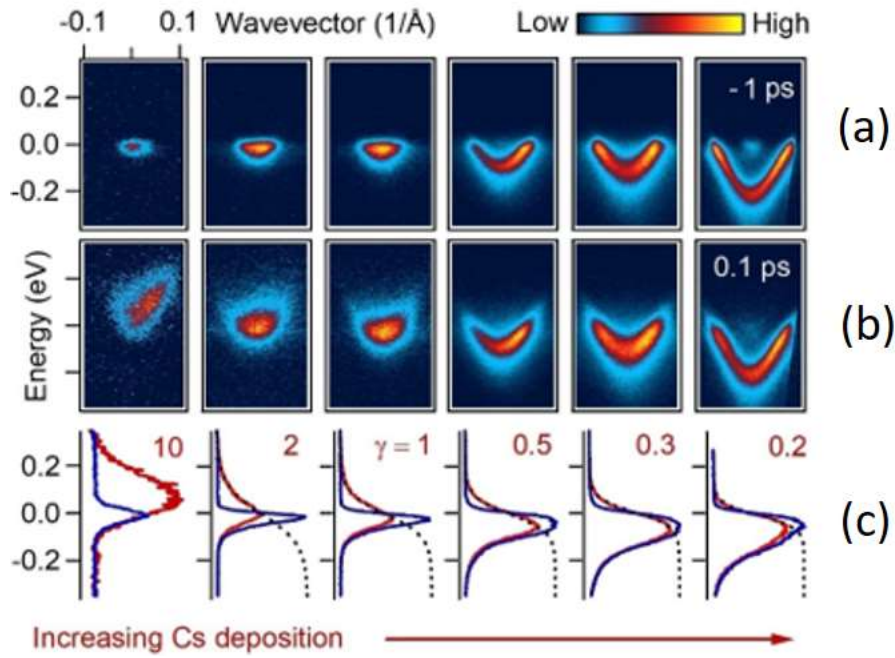 -0.1 0.1 Wavevector (1/Å) Low High
0.2 0.0 -0.2 - 1 ps (a)
Energy (eV) 0.1 ps (b)
0.2 0.0 -0.2 10 2 γ = 1 0.5 0.3 0.2 (c)
Increasing Cs deposition